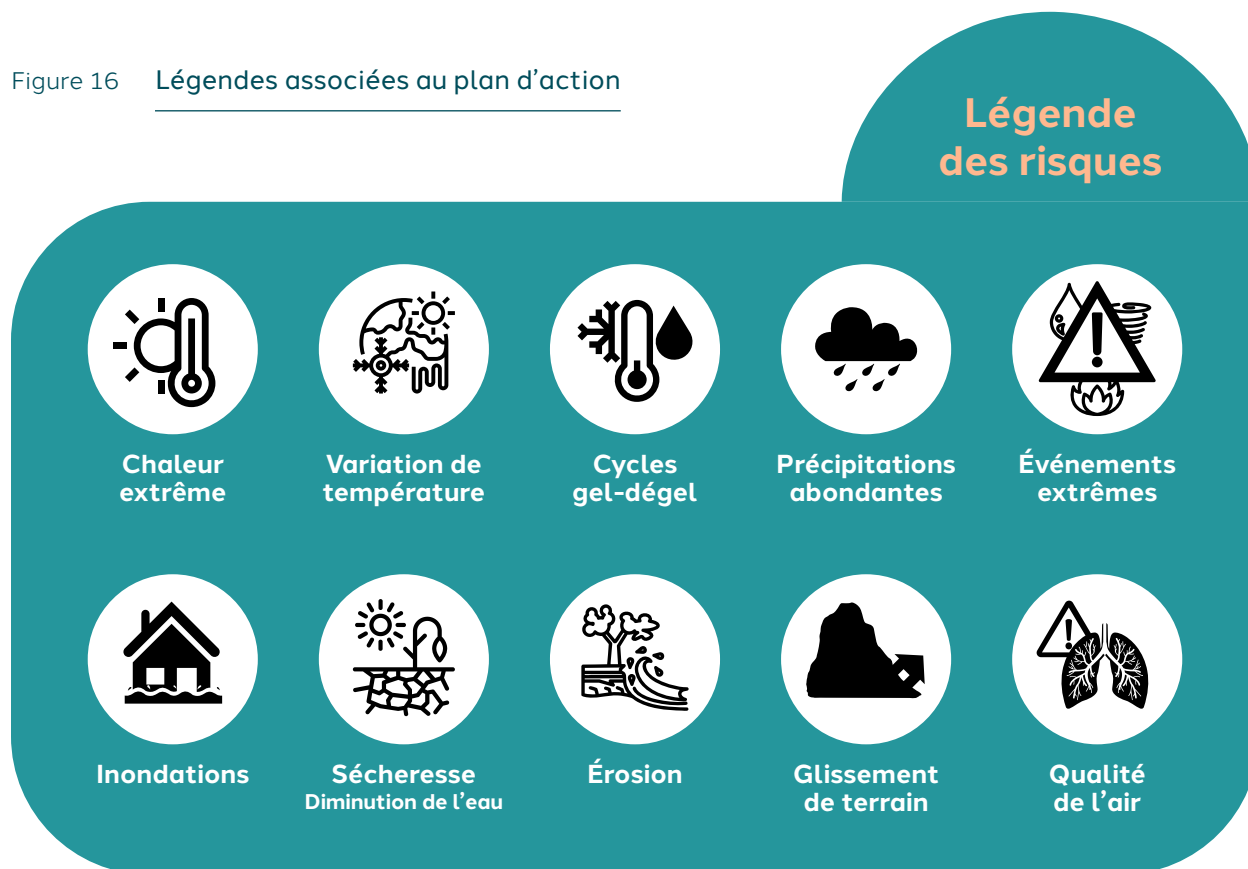 Figure 16 Légendes associées au plan d'action
Légende
des risques
Chaleur
extrême
Variation de
température
Cycles
gel-dégel
Précipitations
abondantes
Événements
extrêmes
Inondations
Sécheresse
Diminution de l'eau
Érosion
Glissement
de terrain
Qualité
de l'air